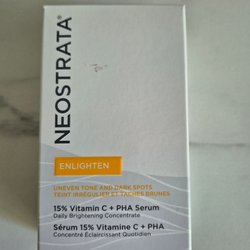 NEOSTRATA®
ENLIGHTEN
UNEVEN TONE AND DARK SPOTS
TEINT IRRÉGULIER ET TACHES BRUNES
15% Vitamin C + PHA Serum
Daily Brightening Concentrate
Sérum 15% Vitamine C + PHA
Concentré Éclaircissant Quotidien